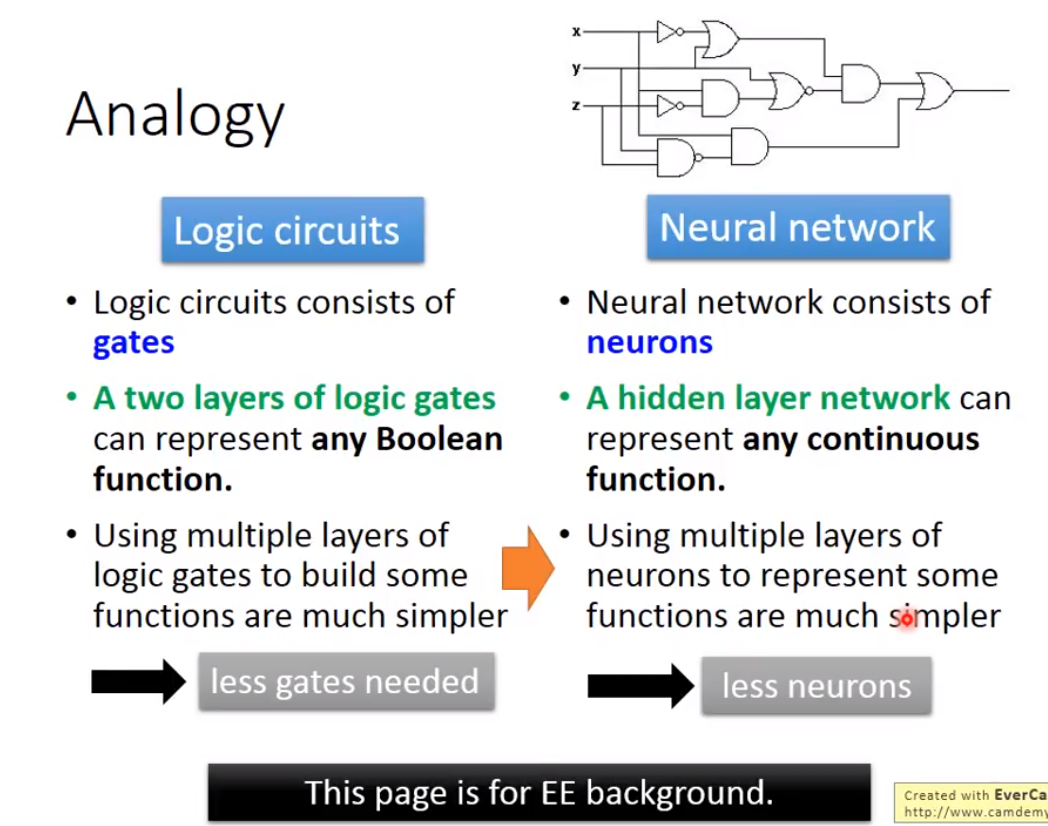 Analogy
x
y
z
Logic circuits
• Logic circuits consists of
gates
• A two layers of logic gates
can represent any Boolean
function.
• Using multiple layers of
logic gates to build some
functions are much simpler
less gates needed
Neural network
• Neural network consists of
neurons
• A hidden layer network can
represent any continuous
function.
• Using multiple layers of
neurons to represent some
functions are much simpler
less neurons
This page is for EE background.
Created with EverCa
http://www.camdemy